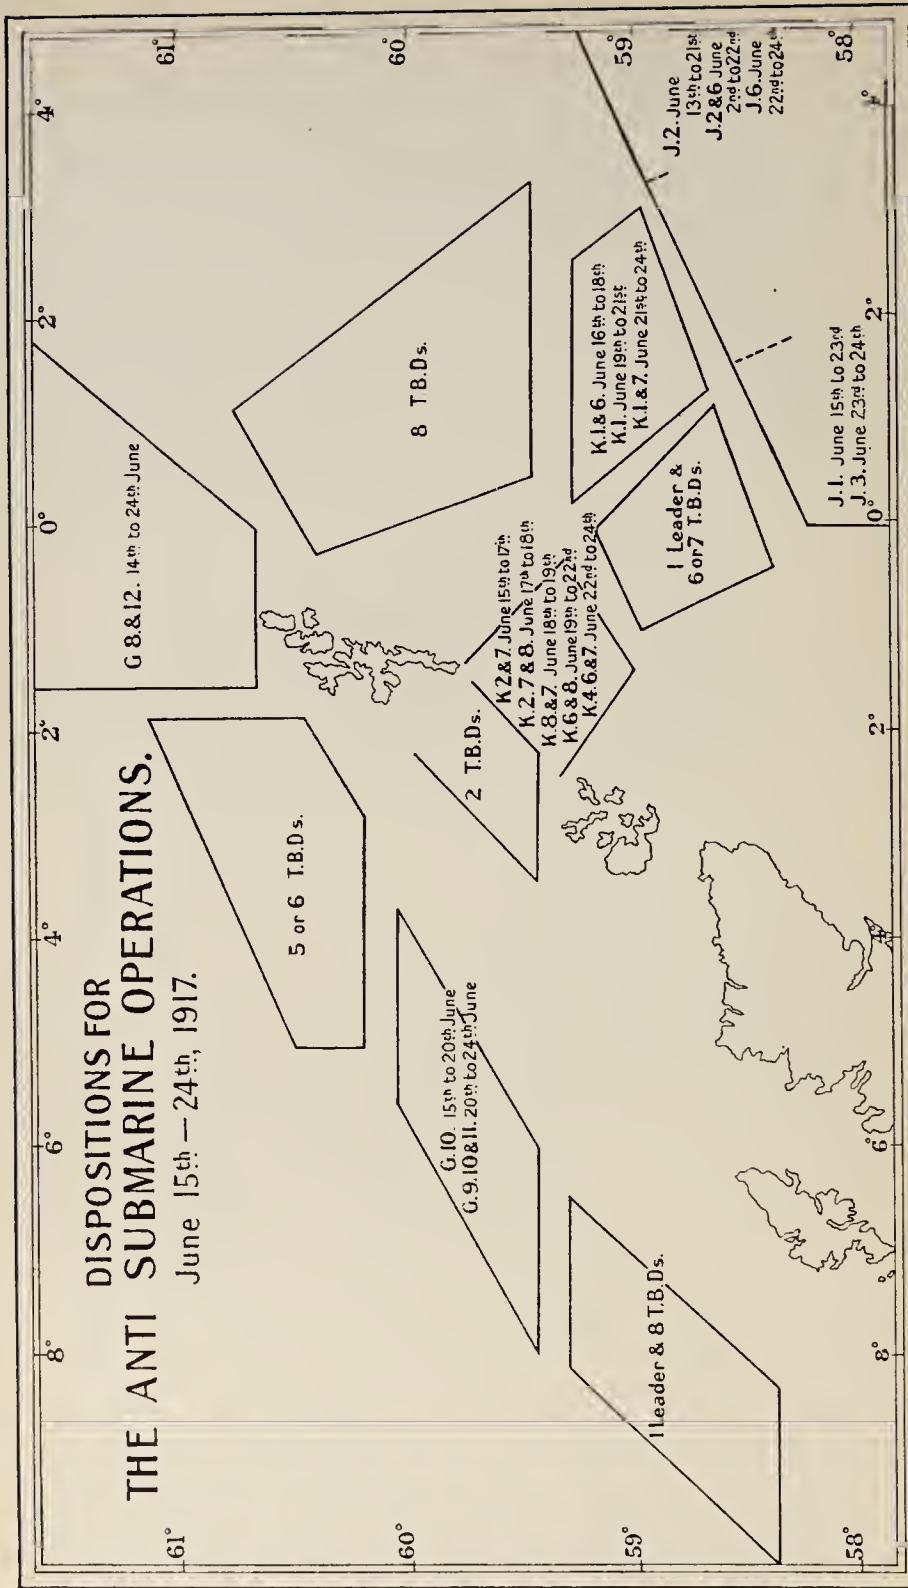 DISPOSITIONS FOR
THE ANTI SUBMARINE OPERATIONS.
June 15th — 24th, 1917.
8° 6° 4° 2° 0° 2° 4°
61° 61°
60° 60°
59° 59°
58° 58°
8° 6° 4° 2° 0° 2° 4°
G 8. & 12. 14th to 24th June
5 or 6 T.B.Ds.
8 T.B.Ds.
2 T.B.Ds.
G.10. 15th to 20th June
G.9.10 & 11. 20th to 24th June
K 2 & 7. June 15th to 17th
K.2.7 & 8. June 17th to 18th
K.8.&7. June 18th to 19th
K.6 & 8. June 19th to 22nd
K.4.6.&7. June 22nd to 24th
K.1.& 6. June 16th to 18th
K.1. June 19th to 21st
K.1.& 7. June 21st to 24th
1 Leader &
6 or 7 T.B.Ds.
1 Leader & 8 T.B.Ds.
J.2. June
13th to 21st
J.2 & 6 June
2nd to 22nd
J.6. June
22nd to 24th
J.1. June 15th to 23rd
J.3. June 23rd to 24th